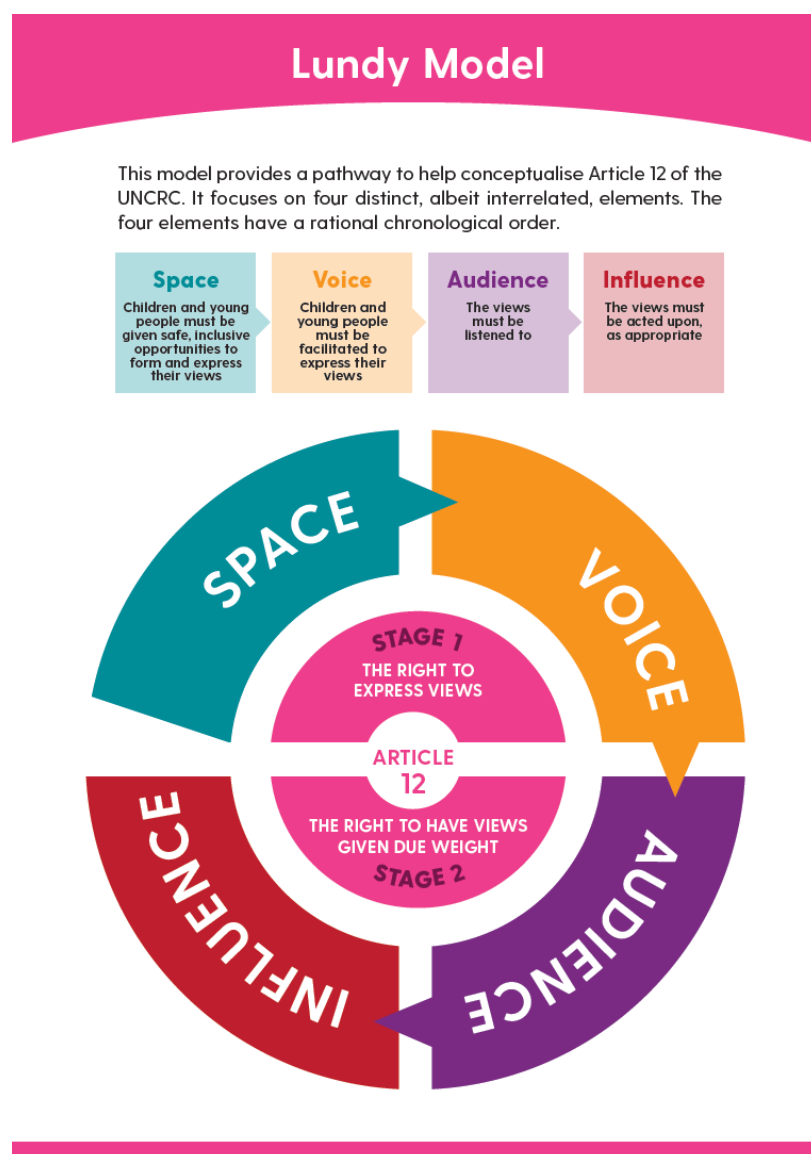 Lundy Model
This model provides a pathway to help conceptualise Article 12 of the
UNCRC. It focuses on four distinct, albeit interrelated, elements. The
four elements have a rational chronological order.
Space
Children and young
people must be
given safe, inclusive
opportunities to
form and express
their views
Voice
Children and
young people
must be
facilitated to
express their
views
Audience
The views
must be
listened to
Influence
The views must
be acted upon,
as appropriate
SPACE
VOICE
STAGE 1
THE RIGHT TO
EXPRESS VIEWS
ARTICLE
12
THE RIGHT TO HAVE VIEWS
GIVEN DUE WEIGHT
STAGE 2
AUDIENCE
INFLUENCE